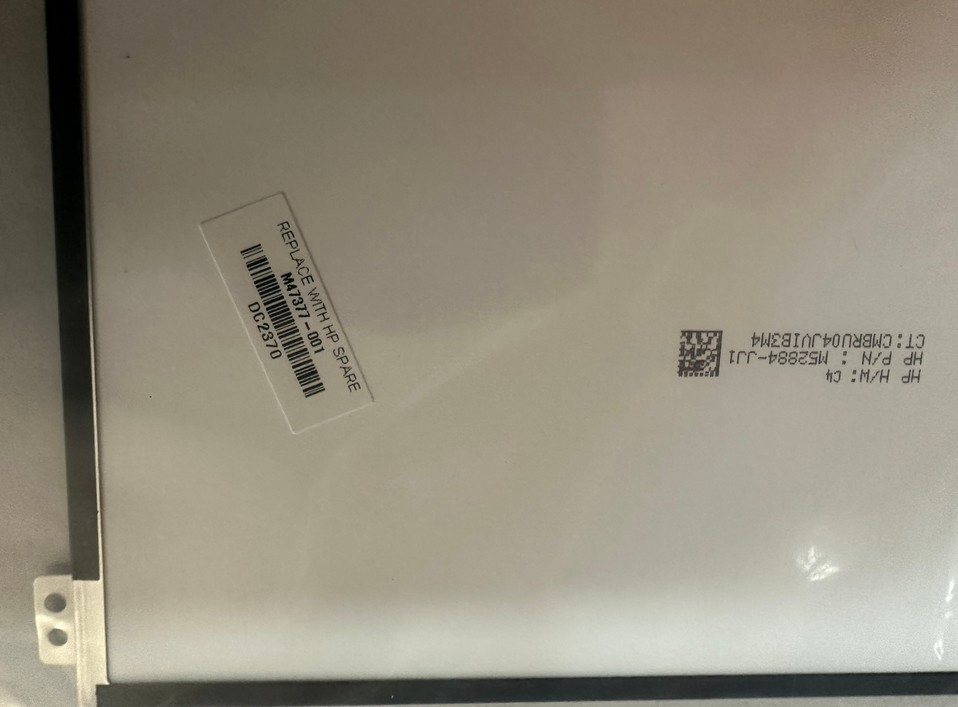 REPLACE WITH HP SPARE
M47377-001
DC2370
HP H/W: C4
HP P/N : M52884-JJ1
CT:CMBRU04JVIB3M4